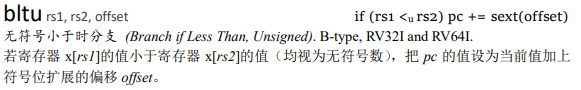 bltu rs1, rs2, offset if (rs1 <u rs2) pc += sext(offset)
无符号小于时分支 (Branch if Less Than, Unsigned). B-type, RV32I and RV64I.
若寄存器 x[rs1]的值小于寄存器 x[rs2]的值（均视为无符号数），把 pc 的值设为当前值加上
符号位扩展的偏移 offset。